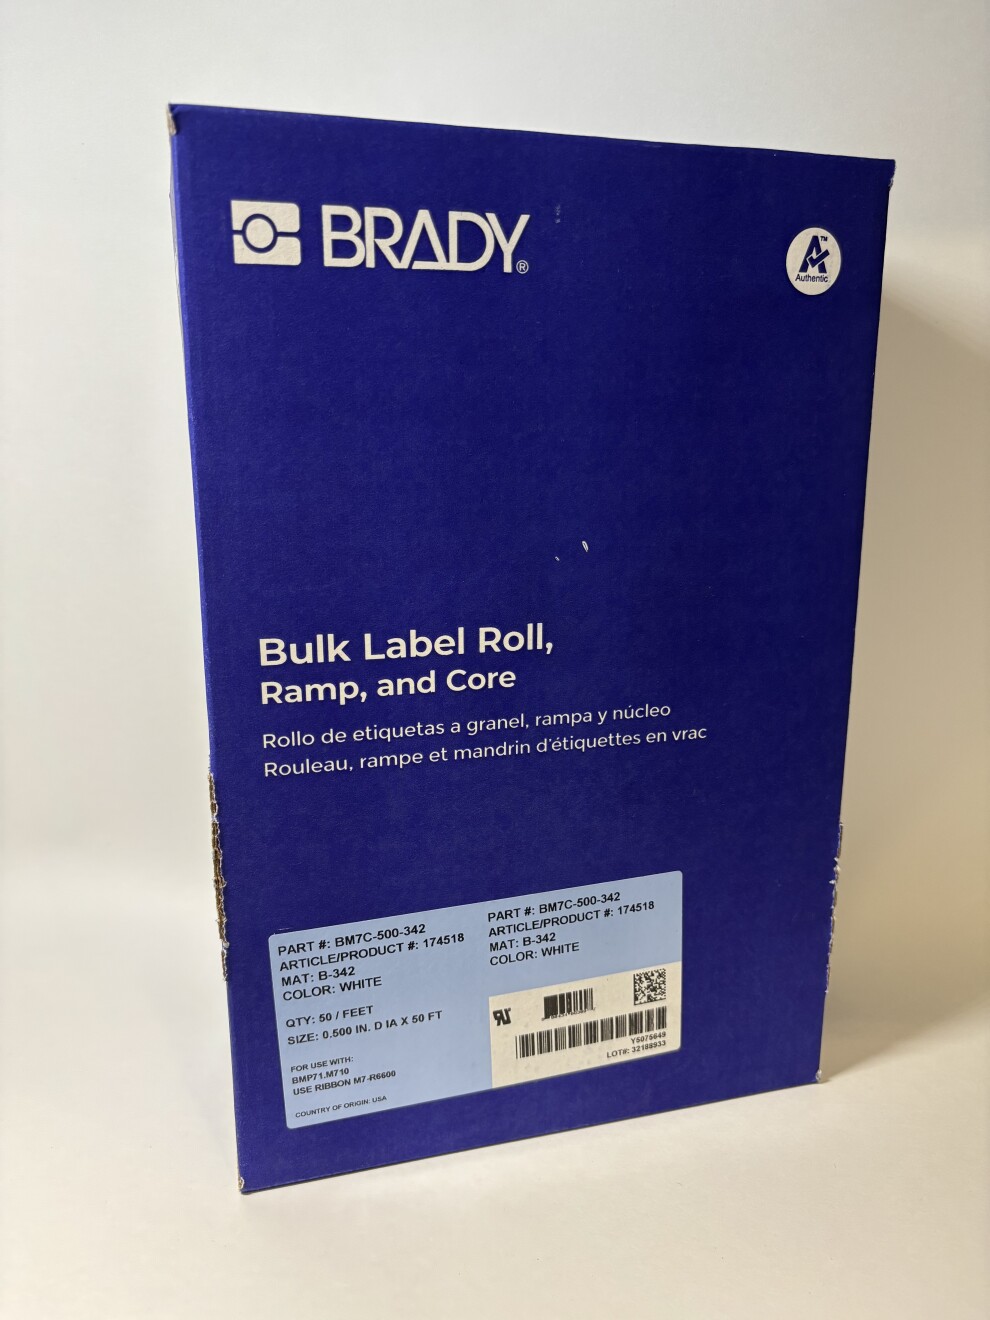 BRADY®
A™
Authentic
Bulk Label Roll,
Ramp, and Core
Rollo de etiquetas a granel, rampa y núcleo
Rouleau, rampe et mandrin d'étiquettes en vrac
PART #: BM7C-500-342
ARTICLE/PRODUCT #: 174518
MAT: B-342
COLOR: WHITE
QTY: 50 / FEET
SIZE: 0.500 IN. D IA X 50 FT
FOR USE WITH:
BMP71.M710
USE RIBBON M7-R6600
COUNTRY OF ORIGIN: USA
PART #: BM7C-500-342
ARTICLE/PRODUCT #: 174518
MAT: B-342
COLOR: WHITE
Y5075649
LOT#: 32188933